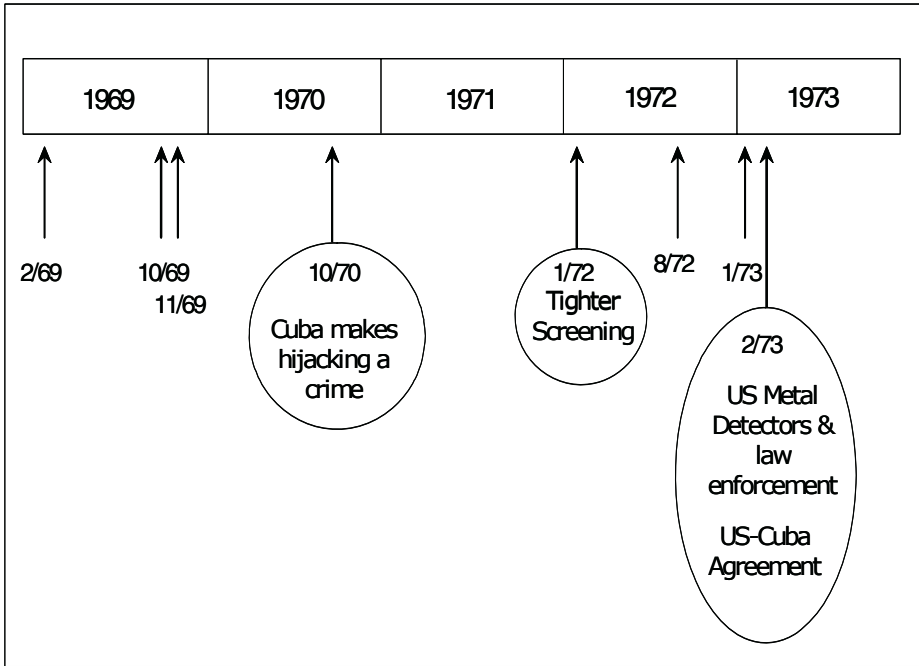 1969 1970 1971 1972 1973
2/69
10/69
11/69
10/70
Cuba makes
hijacking a
crime
1/72
Tighter
Screening
8/72
1/73
2/73
US Metal
Detectors &
law
enforcement
US-Cuba
Agreement